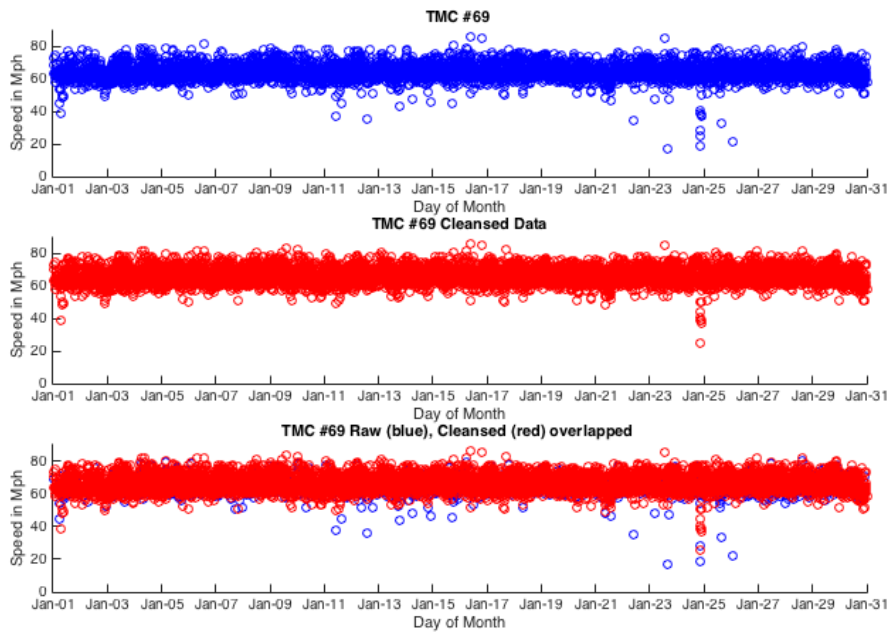 TMC #69
80
60
40
20
0
Speed in Mph
Jan-01 Jan-03 Jan-05 Jan-07 Jan-09 Jan-11 Jan-13 Jan-15 Jan-17 Jan-19 Jan-21 Jan-23 Jan-25 Jan-27 Jan-29 Jan-31
Day of Month
TMC #69 Cleansed Data
80
60
40
20
0
Speed in Mph
Jan-01 Jan-03 Jan-05 Jan-07 Jan-09 Jan-11 Jan-13 Jan-15 Jan-17 Jan-19 Jan-21 Jan-23 Jan-25 Jan-27 Jan-29 Jan-31
Day of Month
TMC #69 Raw (blue), Cleansed (red) overlapped
80
60
40
20
0
Speed in Mph
Jan-01 Jan-03 Jan-05 Jan-07 Jan-09 Jan-11 Jan-13 Jan-15 Jan-17 Jan-19 Jan-21 Jan-23 Jan-25 Jan-27 Jan-29 Jan-31
Day of Month